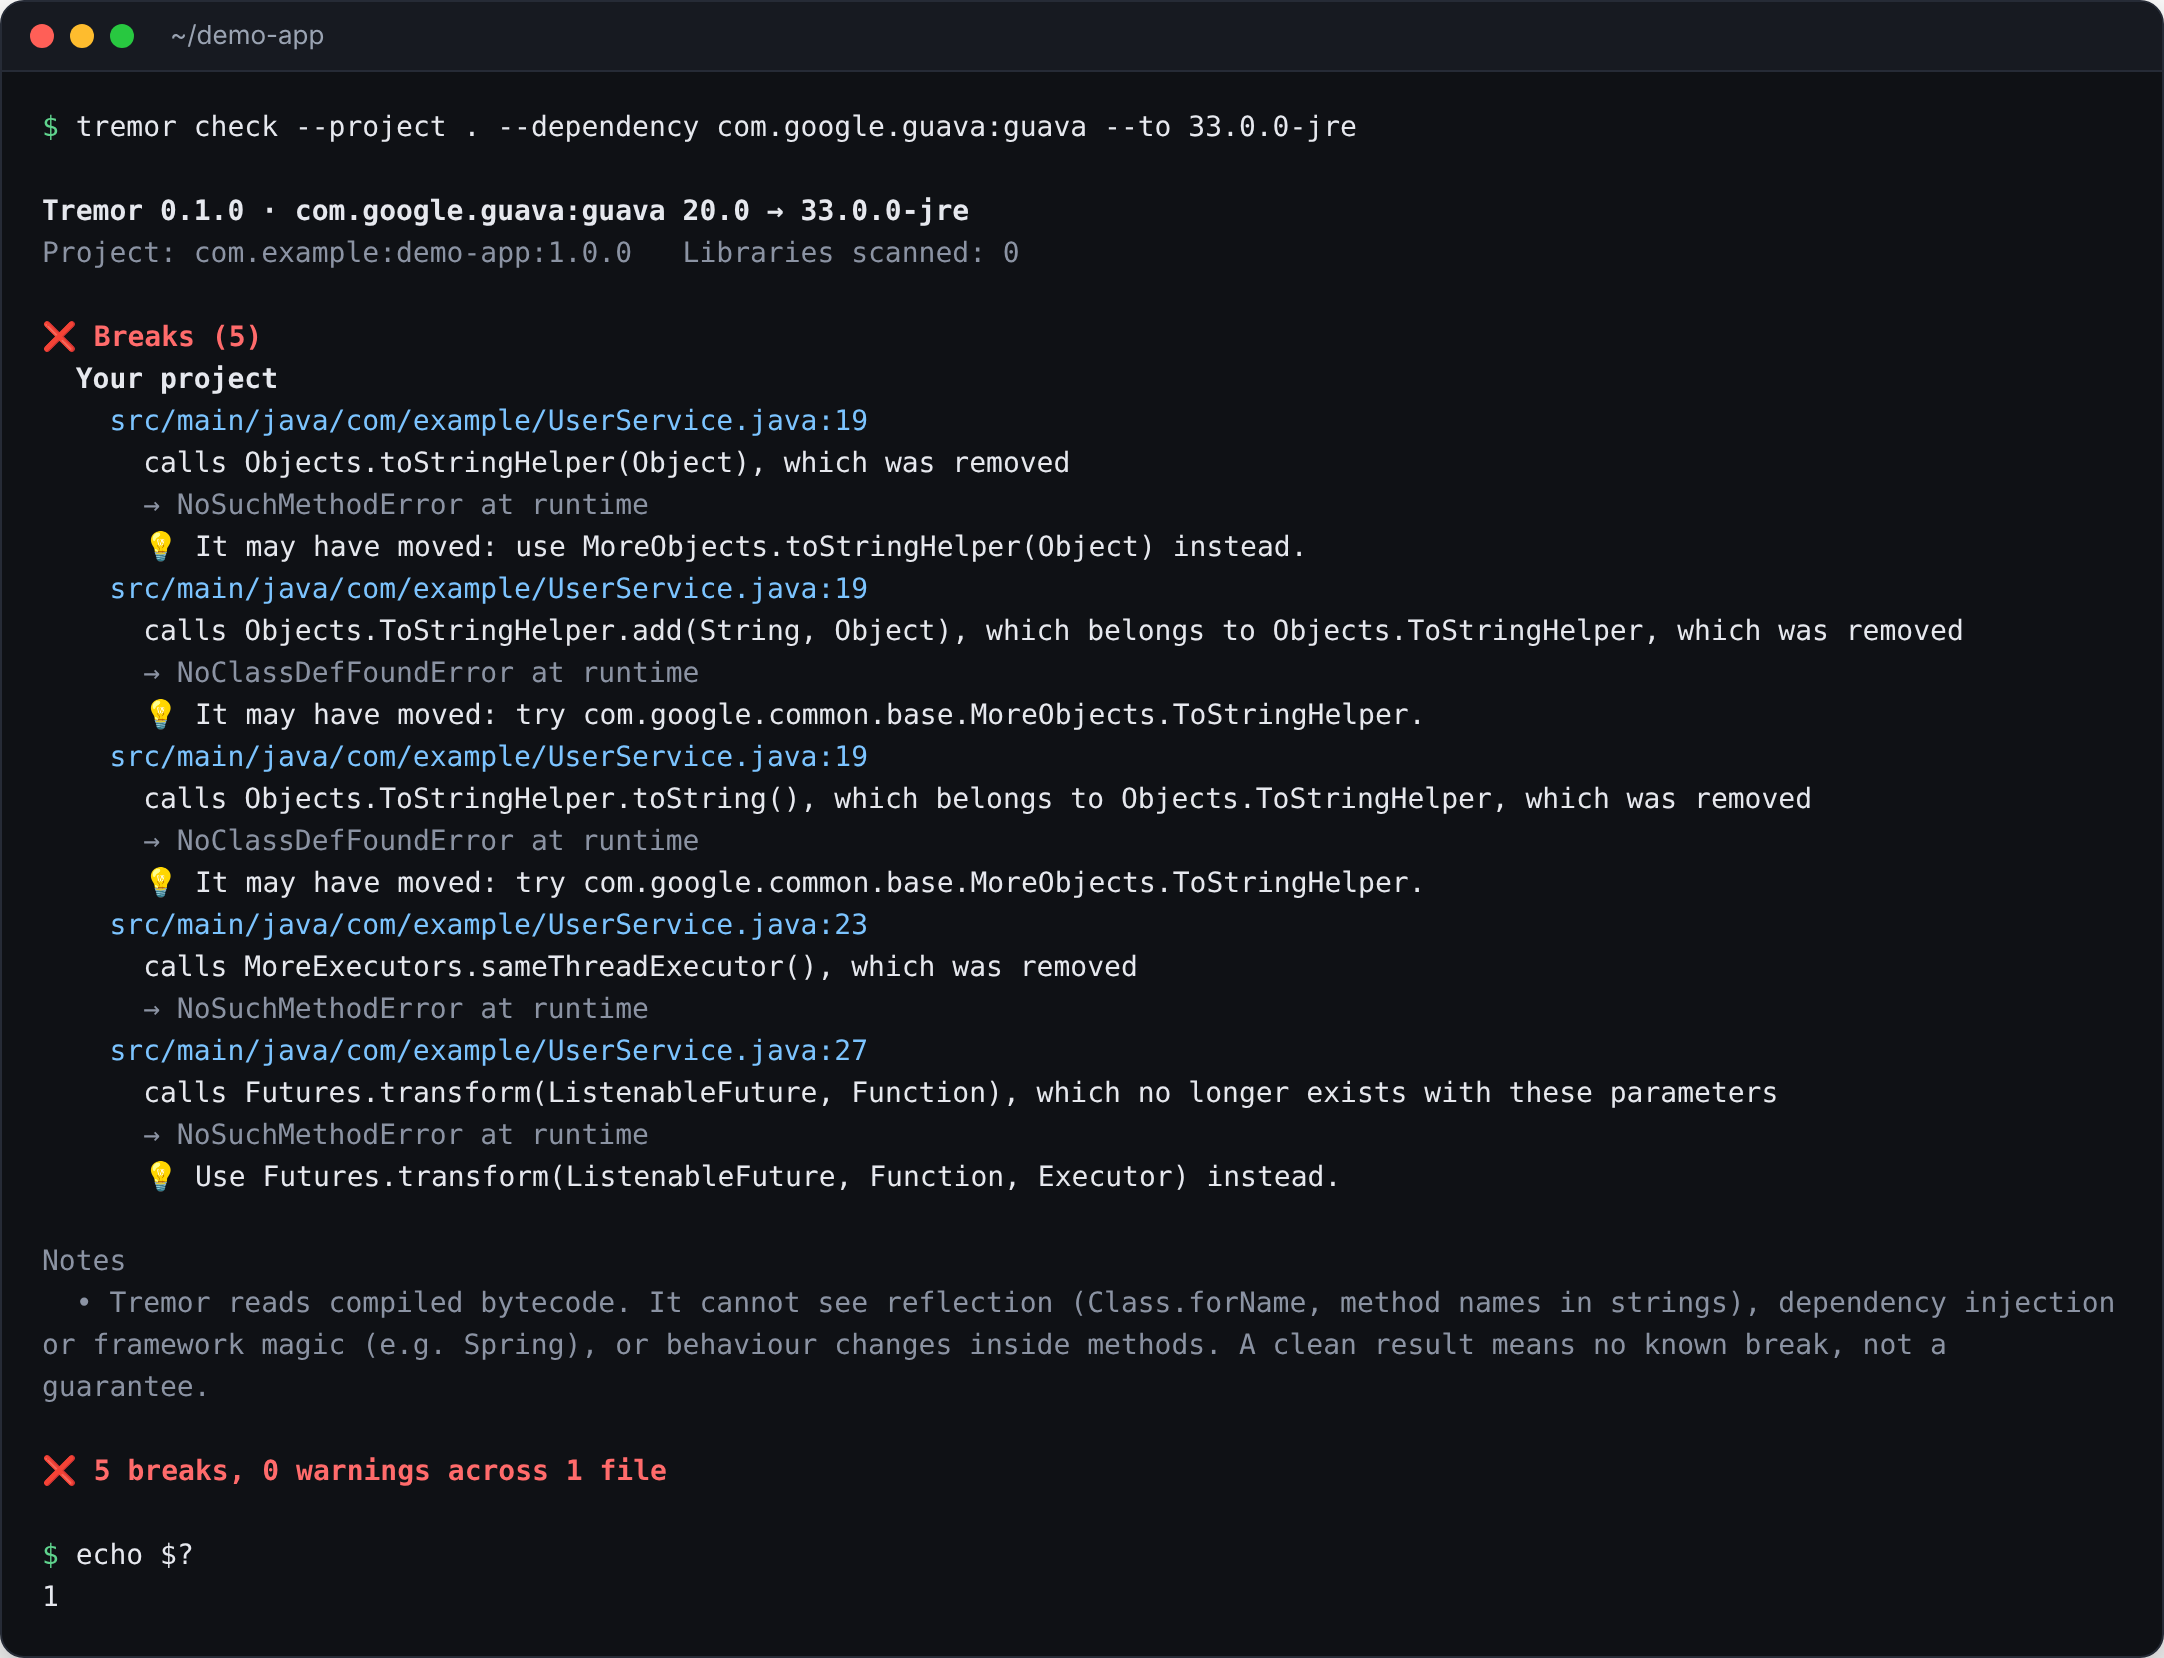 ~/demo-app
$ tremor check --project . --dependency com.google.guava:guava --to 33.0.0-jre
Tremor 0.1.0 · com.google.guava:guava 20.0 → 33.0.0-jre
Project: com.example:demo-app:1.0.0   Libraries scanned: 0
❌ Breaks (5)
Your project
src/main/java/com/example/UserService.java:19
calls Objects.toStringHelper(Object), which was removed
→ NoSuchMethodError at runtime
💡 It may have moved: use MoreObjects.toStringHelper(Object) instead.
src/main/java/com/example/UserService.java:19
calls Objects.ToStringHelper.add(String, Object), which belongs to Objects.ToStringHelper, which was removed
→ NoClassDefFoundError at runtime
💡 It may have moved: try com.google.common.base.MoreObjects.ToStringHelper.
src/main/java/com/example/UserService.java:19
calls Objects.ToStringHelper.toString(), which belongs to Objects.ToStringHelper, which was removed
→ NoClassDefFoundError at runtime
💡 It may have moved: try com.google.common.base.MoreObjects.ToStringHelper.
src/main/java/com/example/UserService.java:23
calls MoreExecutors.sameThreadExecutor(), which was removed
→ NoSuchMethodError at runtime
src/main/java/com/example/UserService.java:27
calls Futures.transform(ListenableFuture, Function), which no longer exists with these parameters
→ NoSuchMethodError at runtime
💡 Use Futures.transform(ListenableFuture, Function, Executor) instead.
Notes
• Tremor reads compiled bytecode. It cannot see reflection (Class.forName, method names in strings), dependency injection
or framework magic (e.g. Spring), or behaviour changes inside methods. A clean result means no known break, not a
guarantee.
❌ 5 breaks, 0 warnings across 1 file
$ echo $?
1